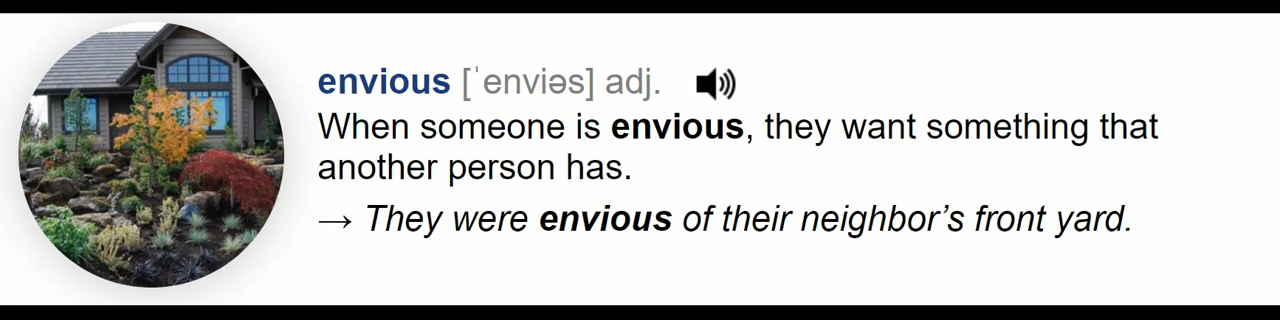 envious [ˈenviəs] adj.
When someone is envious, they want something that
another person has.
→ They were envious of their neighbor’s front yard.